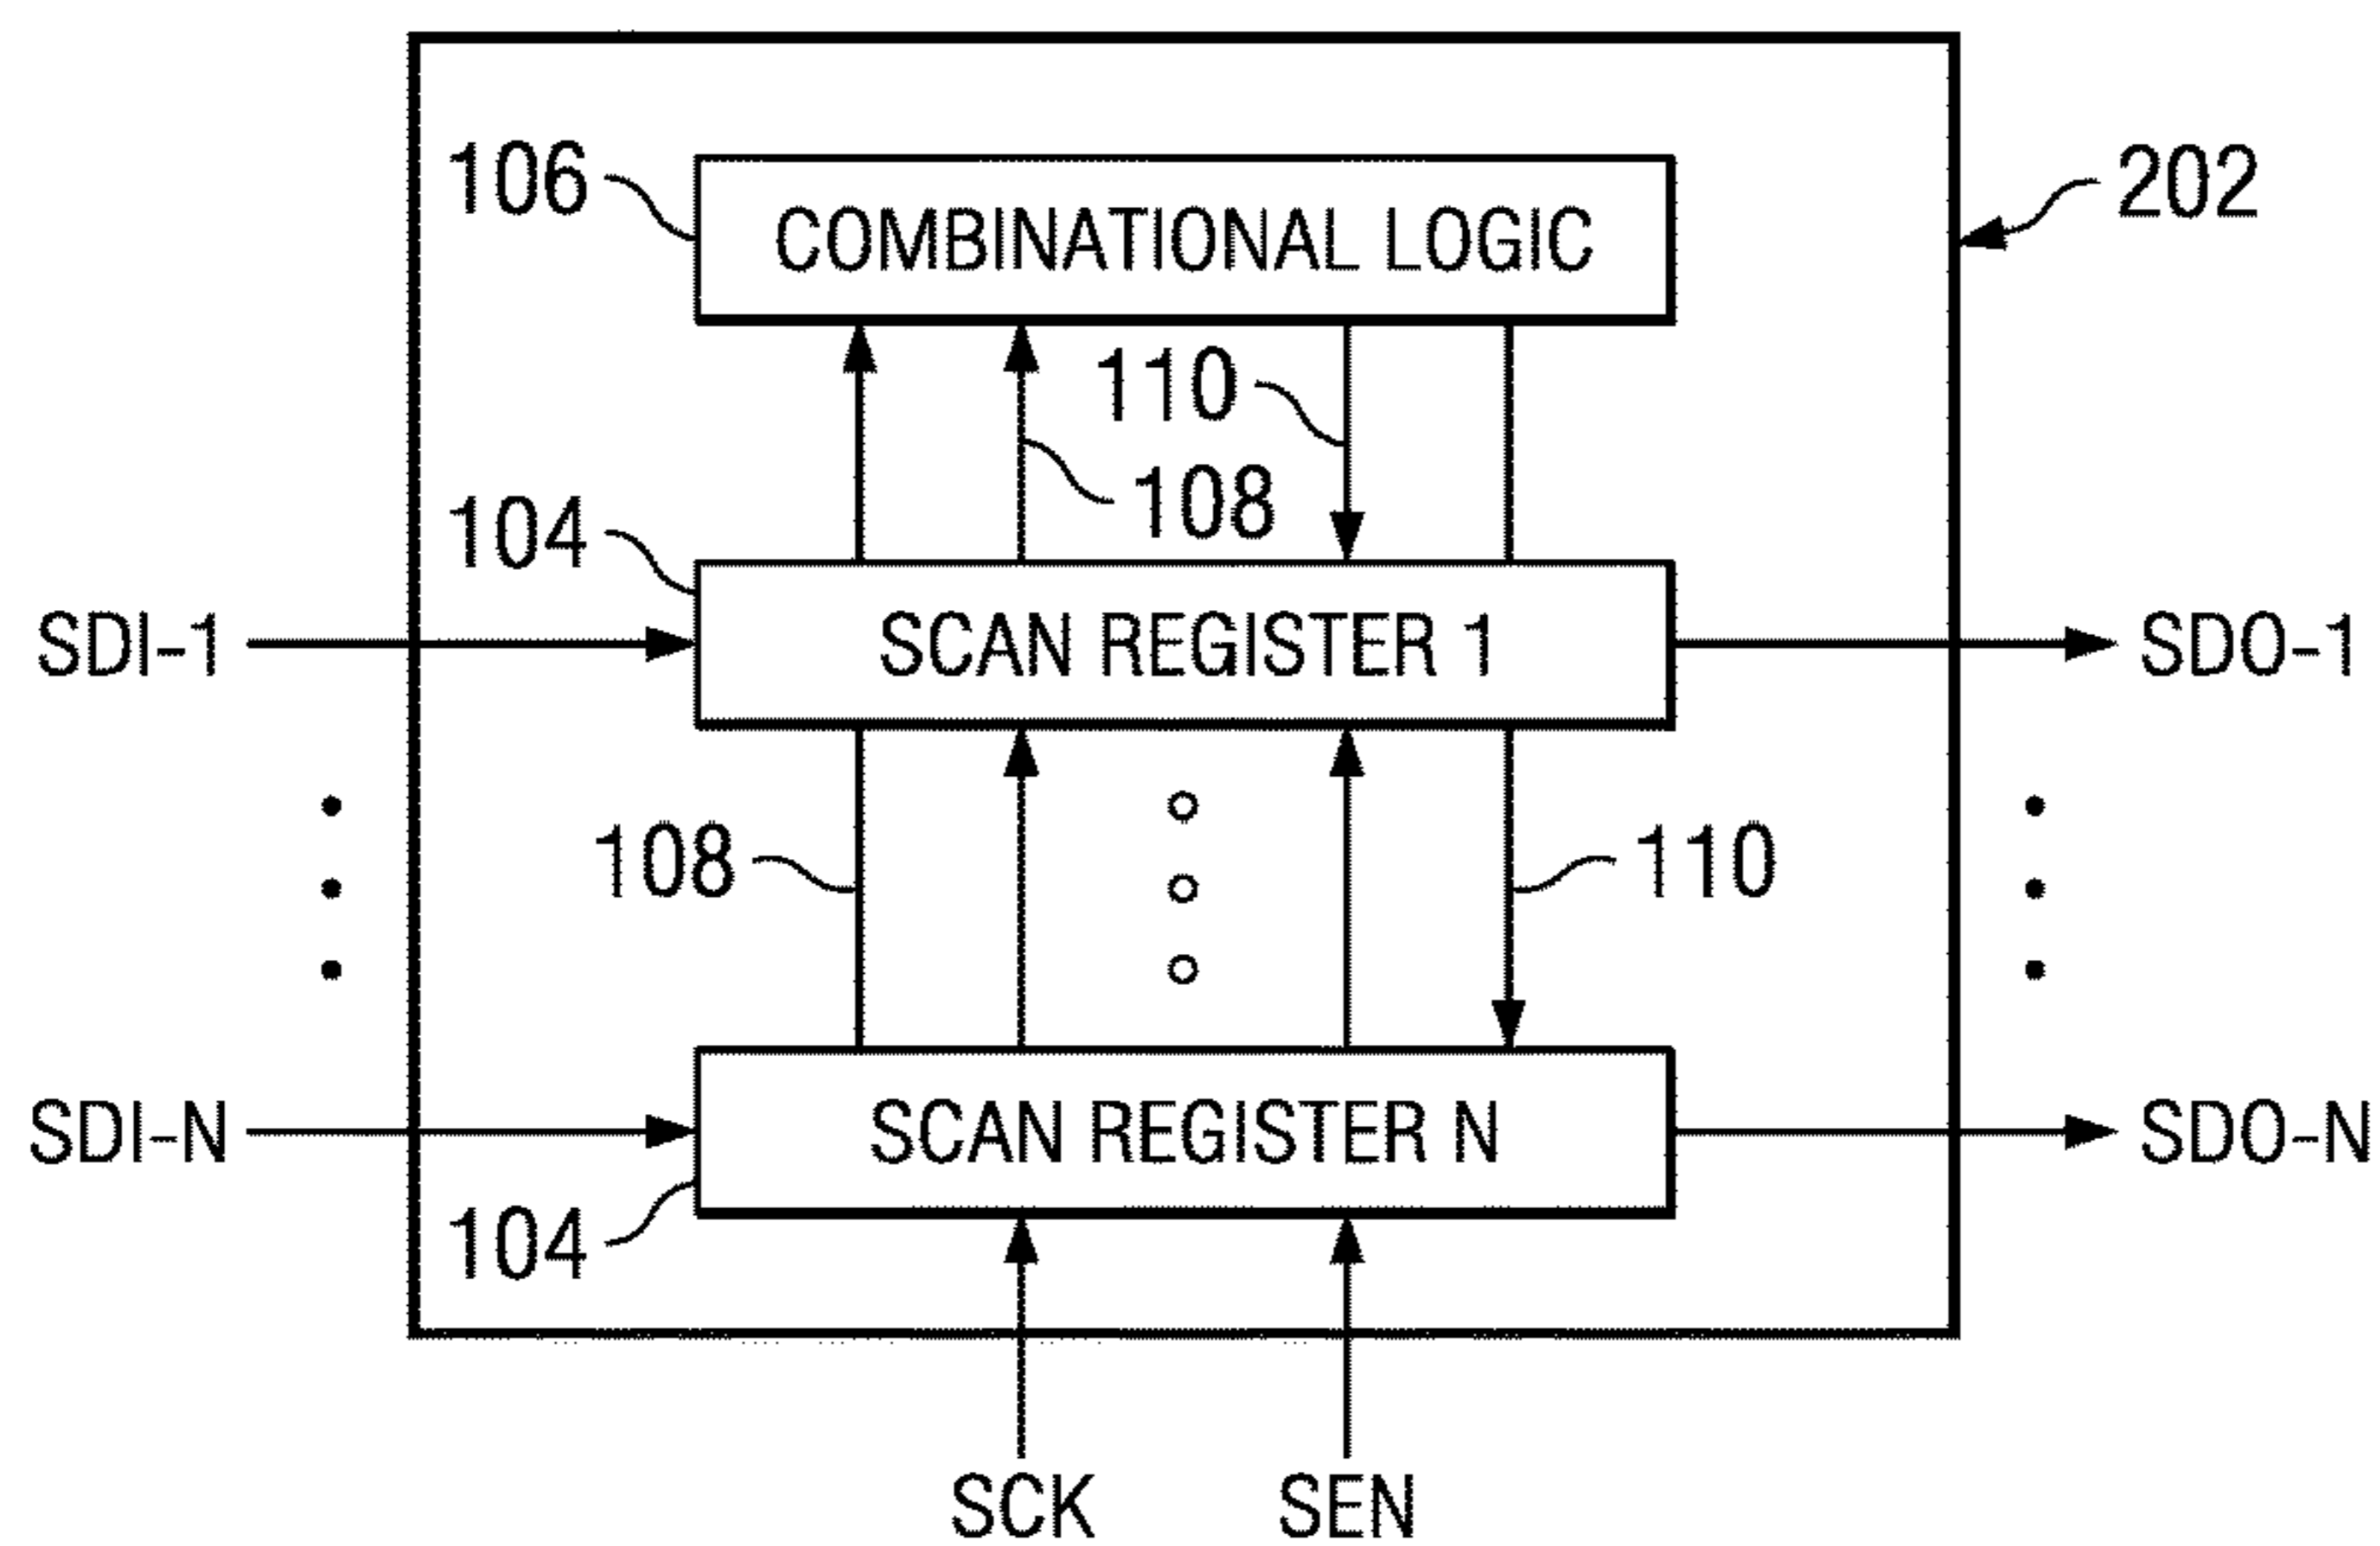 106
202
COMBINATIONAL LOGIC
110
108
104
SDI-1
SCAN REGISTER 1
SDO-1
108
110
SDI-N
SCAN REGISTER N
SDO-N
104
SCK
SEN